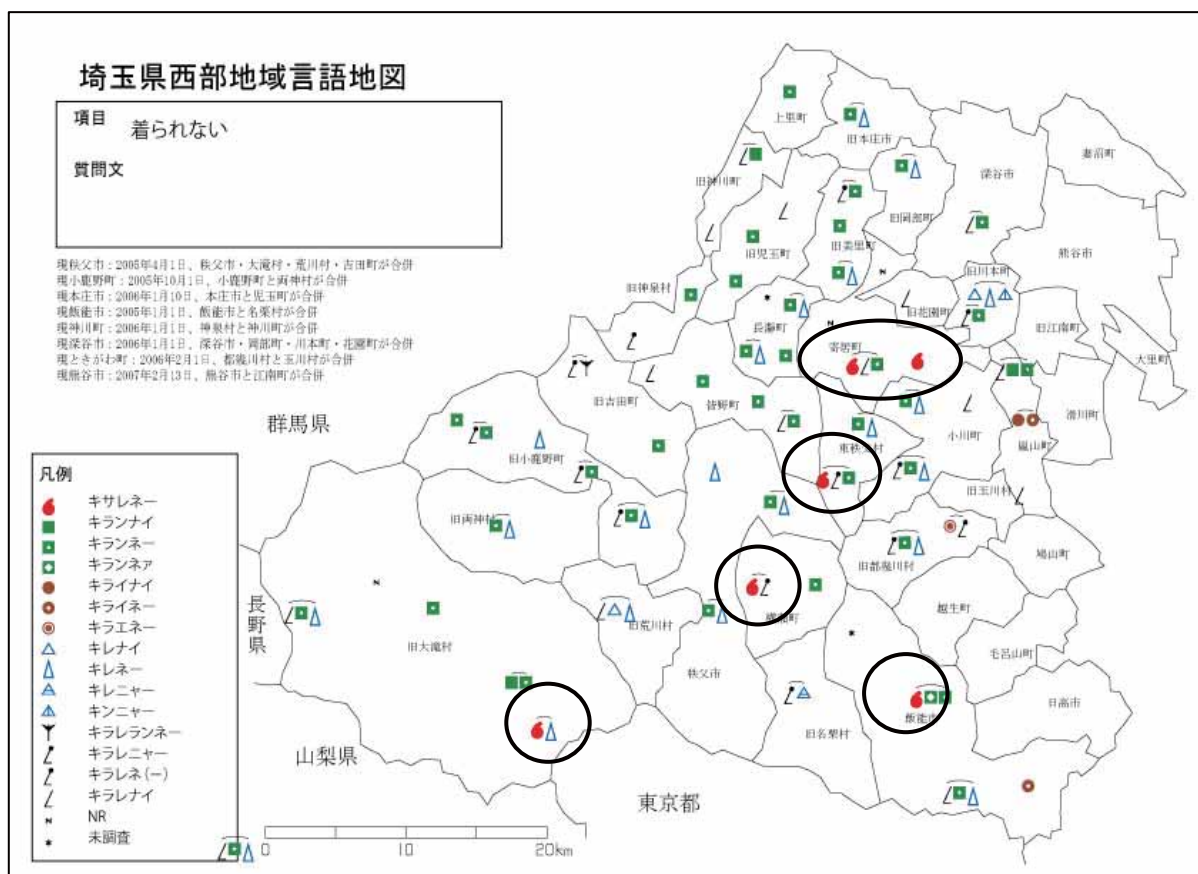 埼玉県西部地域言語地図
項目 着られない
質問文
現秩父市：2005年4月1日、秩父市・大滝村・荒川村・吉田町が合併
現小鹿野町：2005年10月1日、小鹿野町と両神村が合併
現本庄市：2006年1月10日、本庄市と児玉町が合併
現飯能市：2005年1月1日、飯能市と名栗村が合併
現神川町：2006年1月1日、神泉村と神川町が合併
現深谷市：2006年1月1日、深谷市・岡部町・川本町・花園町が合併
現ときがわ町：2006年2月1日、都幾川村と玉川村が合併
現熊谷市：2007年2月13日、熊谷市と江南町が合併
上里町
旧本庄市
妻沼町
旧神川町
旧岡部町
深谷市
旧児玉町
旧美里町
熊谷市
旧神泉村
旧川本町
長瀞町
旧花園町
旧江南町
寄居町
大里町
旧吉田町
皆野町
小川町
滑川町
嵐山町
群馬県
旧小鹿野町
東秩父村
旧玉川村
旧両神村
旧都幾川村
鳩山町
長野県
旧大滝村
旧荒川村
越生町
秩父市
毛呂山町
日高市
飯能市
旧名栗村
山梨県
東京都
凡例
キサレネー
キランナイ
キランネー
キランネァ
キライナイ
キライネー
キラエネー
キレナイ
キレネー
キレニャー
キンニャー
キラレランネー
キラレニャー
キラレネ(ー)
キラレナイ
NR
未調査
0 10 20km